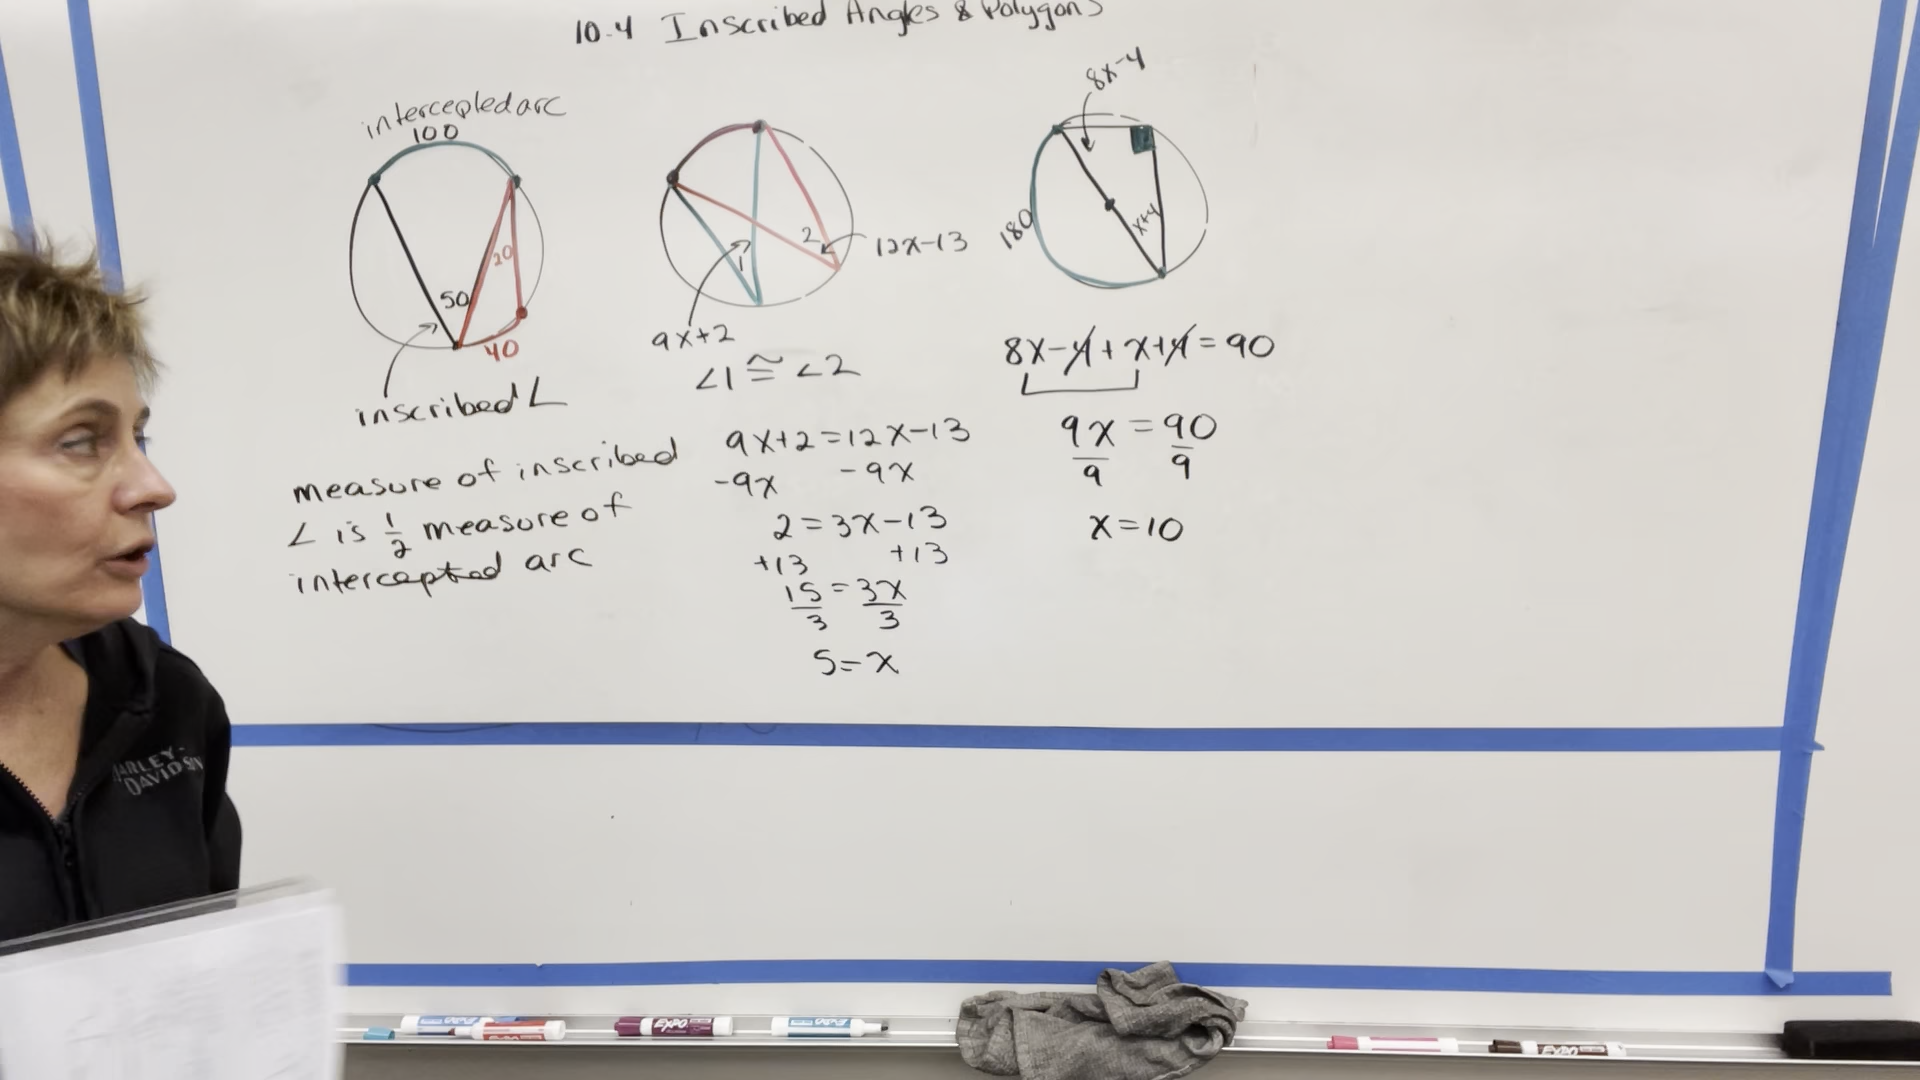 10.4 Inscribed Angles & Polygons
intercepted arc
100
50
20
40
inscribed ∠
measure of inscribed
∠ is 1/2 measure of
intercepted arc
1
2
12x-13
9x+2
∠1 ≅ ∠2
9x+2=12x-13
-9x -9x
2=3x-13
+13 +13
15/3 = 3x/3
5=x
8x-4
180
x+4
8x-4+x+4=90
9x/9 = 90/9
x=10
HARLEY-
DAVIDSON
EXPO
EXPO